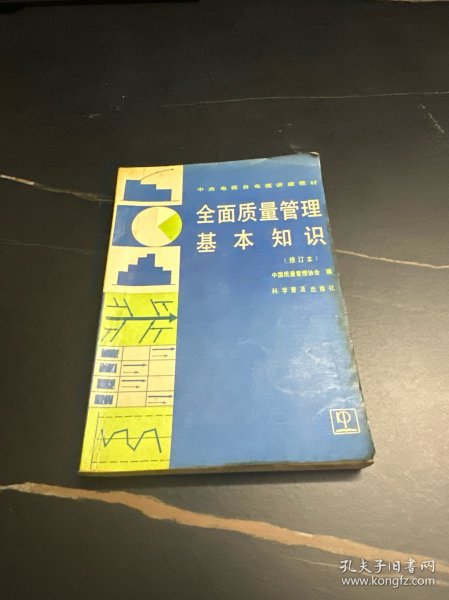 中央电视台电视讲座教材
全面质量管理
基本知识
(修订本)
中国质量管理协会 编
科学普及出版社
孔夫子旧书网
www.kongfz.com